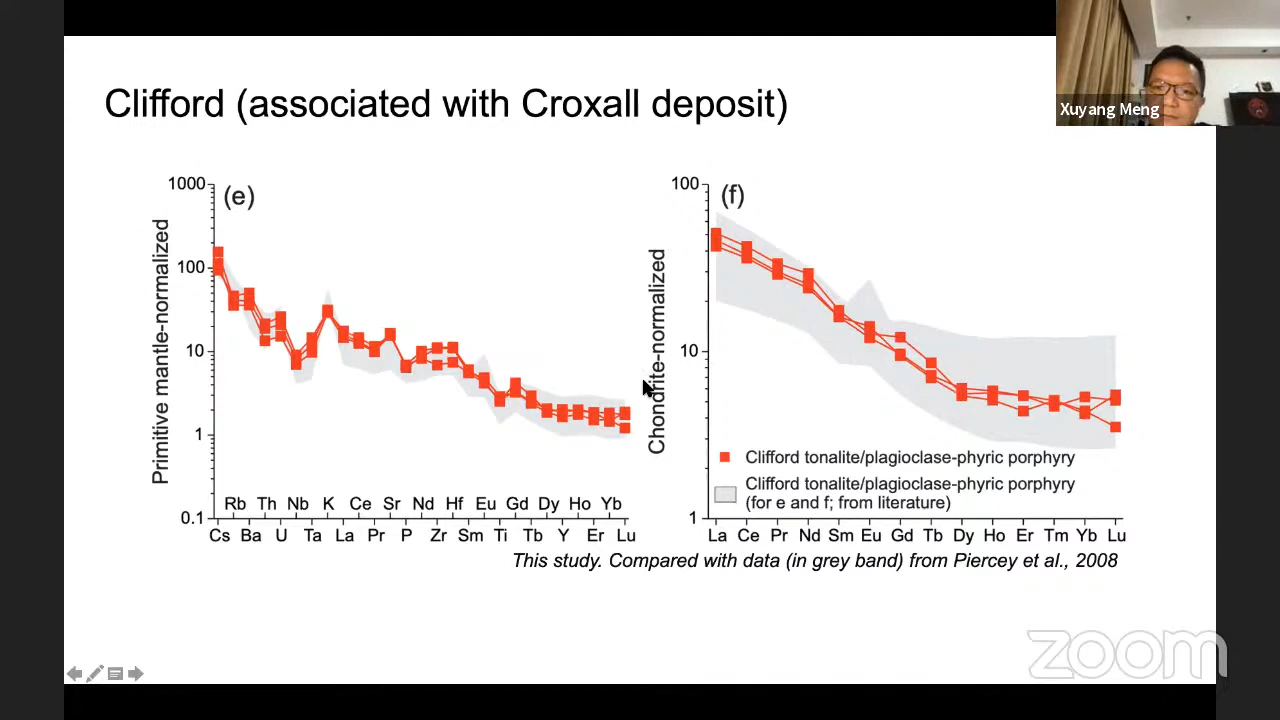 Clifford (associated with Croxall deposit)
Xuyang Meng
(e)
Primitive mantle-normalized
1000
100
10
1
0.1
Rb Th Nb K Ce Sr Nd Hf Eu Gd Dy Ho Yb
Cs Ba U Ta La Pr P Zr Sm Ti Tb Y Er Lu
(f)
Chondrite-normalized
100
10
1
Clifford tonalite/plagioclase-phyric porphyry
Clifford tonalite/plagioclase-phyric porphyry
(for e and f; from literature)
La Ce Pr Nd Sm Eu Gd Tb Dy Ho Er Tm Yb Lu
This study. Compared with data (in grey band) from Piercey et al., 2008
zoom